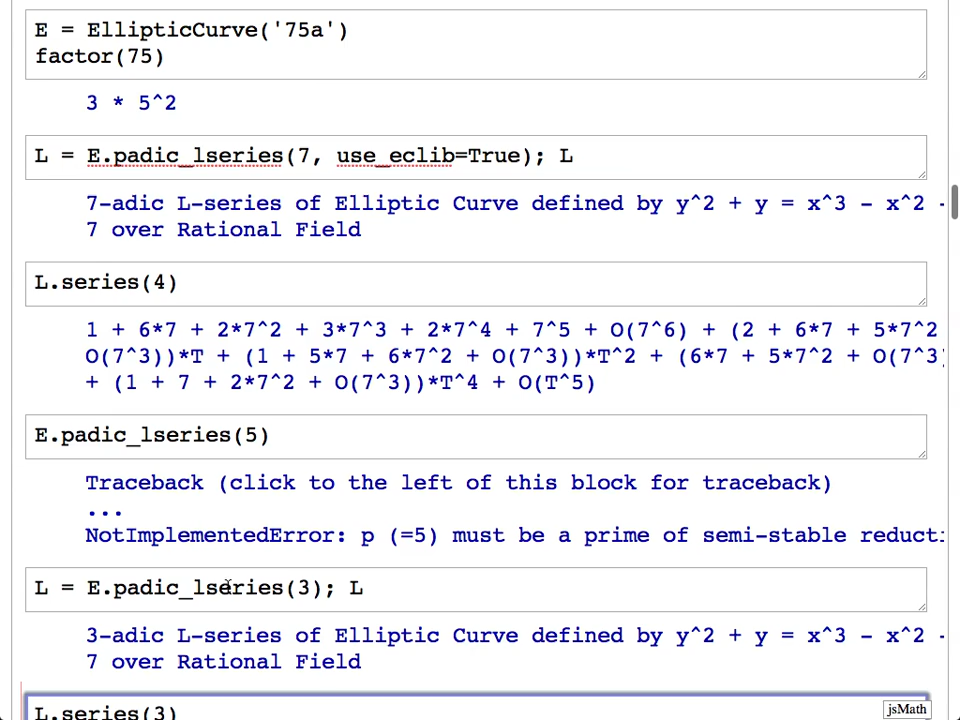 E = EllipticCurve('75a')
factor(75)
3 * 5^2
L = E.padic_lseries(7, use_eclib=True); L
7-adic L-series of Elliptic Curve defined by y^2 + y = x^3 - x^2 -
7 over Rational Field
L.series(4)
1 + 6*7 + 2*7^2 + 3*7^3 + 2*7^4 + 7^5 + O(7^6) + (2 + 6*7 + 5*7^2
O(7^3))*T + (1 + 5*7 + 6*7^2 + O(7^3))*T^2 + (6*7 + 5*7^2 + O(7^3)
+ (1 + 7 + 2*7^2 + O(7^3))*T^4 + O(T^5)
E.padic_lseries(5)
Traceback (click to the left of this block for traceback)
...
NotImplementedError: p (=5) must be a prime of semi-stable reducti
L = E.padic_lseries(3); L
3-adic L-series of Elliptic Curve defined by y^2 + y = x^3 - x^2 -
7 over Rational Field
L.series(3)
jsMath